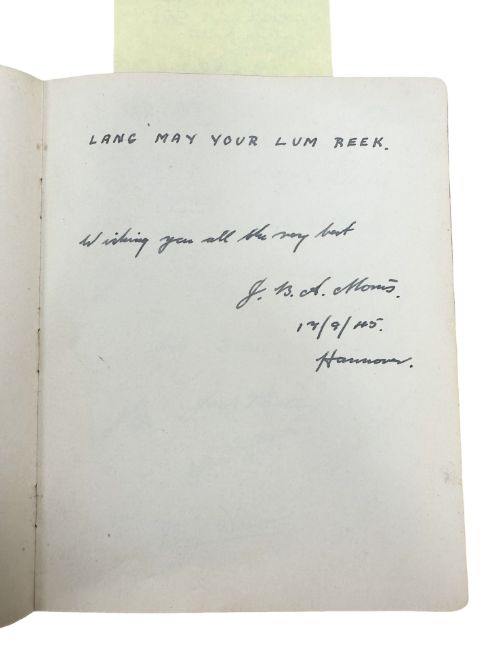 LANG MAY YOUR LUM REEK.
Wishing you all the very best
J. B. A. Morris.
17/9/45.
Hannover.